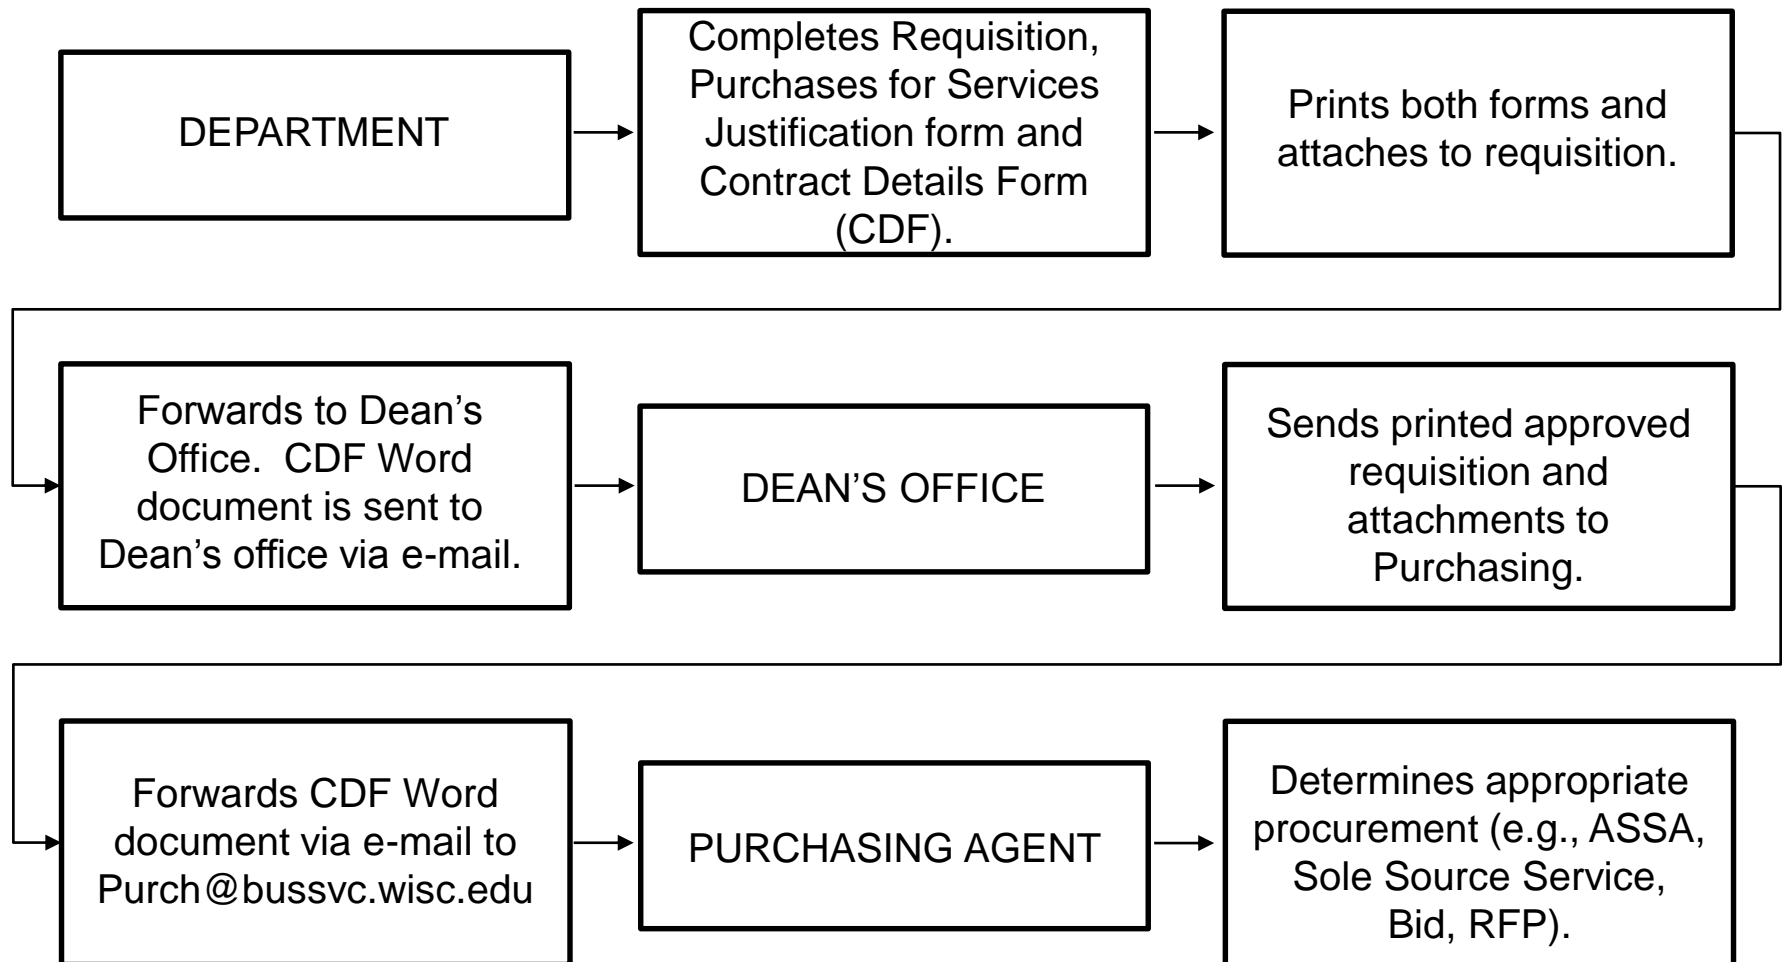 DEPARTMENT
Completes Requisition,
Purchases for Services
Justification form and
Contract Details Form
(CDF).
Prints both forms and
attaches to requisition.
Forwards to Dean’s
Office.  CDF Word
document is sent to
Dean’s office via e-mail.
DEAN’S OFFICE
Sends printed approved
requisition and
attachments to
Purchasing.
Forwards CDF Word
document via e-mail to
Purch@bussvc.wisc.edu
PURCHASING AGENT
Determines appropriate
procurement (e.g., ASSA,
Sole Source Service,
Bid, RFP).